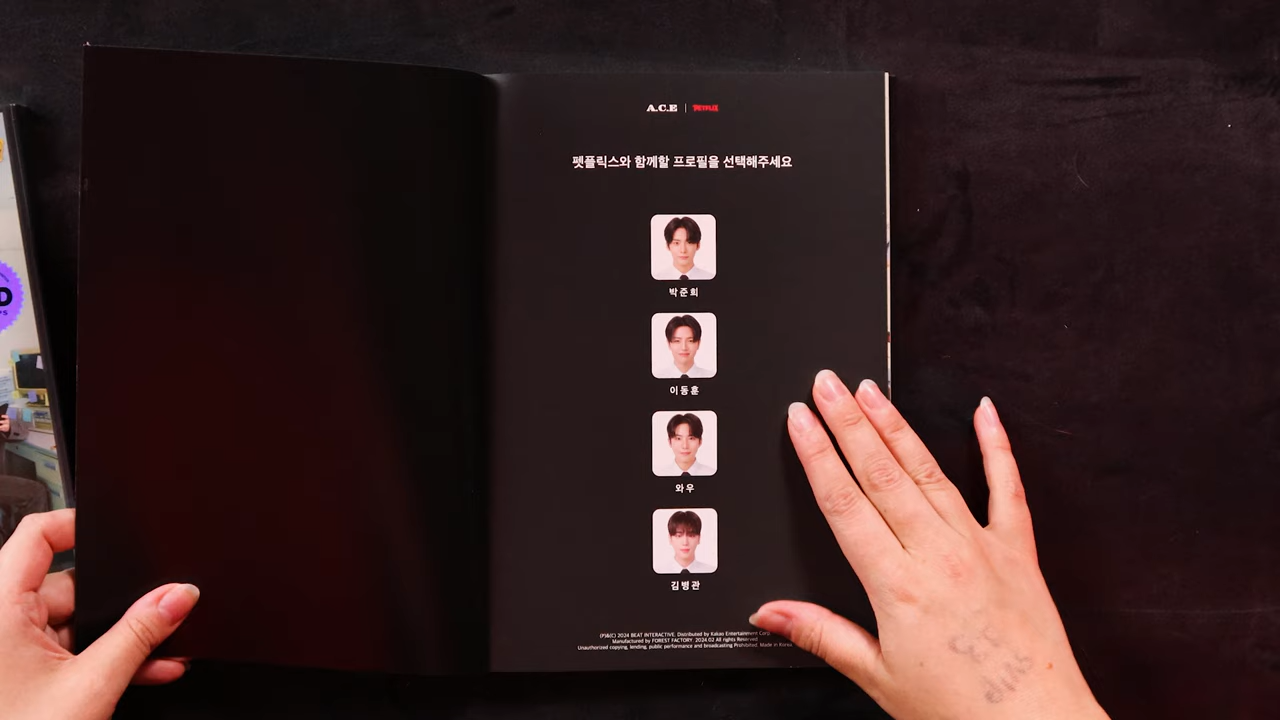 A.C.E | PETFLIX
펫플릭스와 함께할 프로필을 선택해주세요
박준희
이동훈
와우
김병관
(P)&(C) 2024 BEAT INTERACTIVE. Distributed by Kakao Entertainment Corp.
Manufactured by FOREST FACTORY. 2024.02 All rights Reserved
Unauthorized copying, lending, public performance and broadcasting Prohibited. Made in Korea